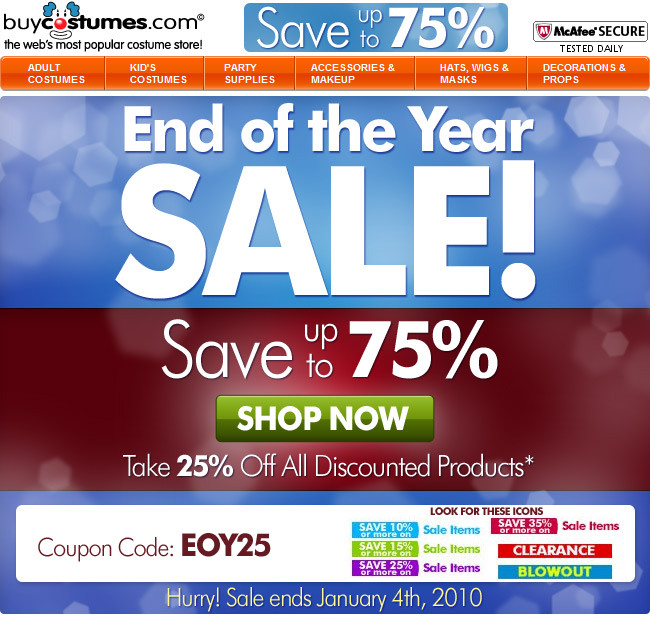 buycostumes.com©
the web's most popular costume store!
Save up to 75%
McAfee SECURE
TESTED DAILY
ADULT COSTUMES
KID'S COSTUMES
PARTY SUPPLIES
ACCESSORIES & MAKEUP
HATS, WIGS & MASKS
DECORATIONS & PROPS
End of the Year
SALE!
Save up to 75%
SHOP NOW
Take 25% Off All Discounted Products*
Coupon Code: EOY25
LOOK FOR THESE ICONS
SAVE 10% or more on Sale Items
SAVE 15% or more on Sale Items
SAVE 25% or more on Sale Items
SAVE 35% or more on Sale Items
CLEARANCE
BLOWOUT
Hurry! Sale ends January 4th, 2010